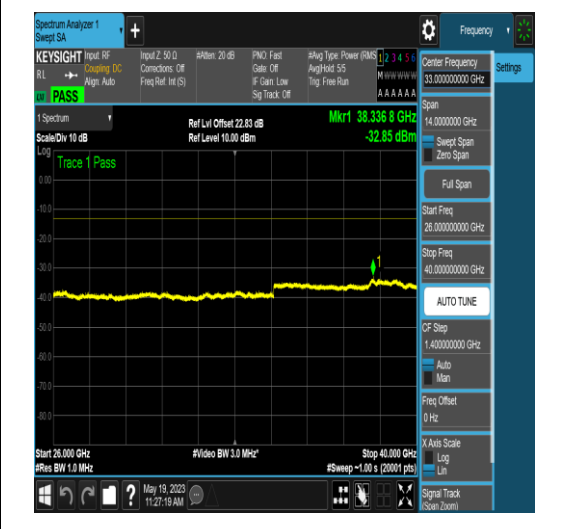 Spectrum Analyzer 1
Swept SA
+
Frequency
KEYSIGHT
RL
PASS
Input: RF
Coupling: DC
Align: Auto
Input Z: 50 Ω
Corrections: Off
Freq Ref: Int (S)
#Atten: 20 dB
PNO: Fast
Gate: Off
IF Gain: Low
Sig Track: Off
#Avg Type: Power (RMS
Avg|Hold: 5/5
Trig: Free Run
1 2 3 4 5 6
M W W W W W
A A A A A A
1 Spectrum
Scale/Div 10 dB
Ref Lvl Offset 22.83 dB
Ref Level 10.00 dBm
Mkr1 38.336 8 GHz
-32.85 dBm
Log
Trace 1 Pass
1
0.00
-10.0
-20.0
-30.0
-40.0
-50.0
-60.0
-70.0
-80.0
Start 26.000 GHz
#Res BW 1.0 MHz
#Video BW 3.0 MHz*
Stop 40.000 GHz
#Sweep ~1.00 s (20001 pts)
?
May 19, 2023
11:27:19 AM
Center Frequency
33.000000000 GHz
Span
14.0000000 GHz
Swept Span
Zero Span
Full Span
Start Freq
26.000000000 GHz
Stop Freq
40.000000000 GHz
AUTO TUNE
CF Step
1.400000000 GHz
Auto
Man
Freq Offset
0 Hz
X Axis Scale
Log
Lin
Signal Track
(Span Zoom)
Settings